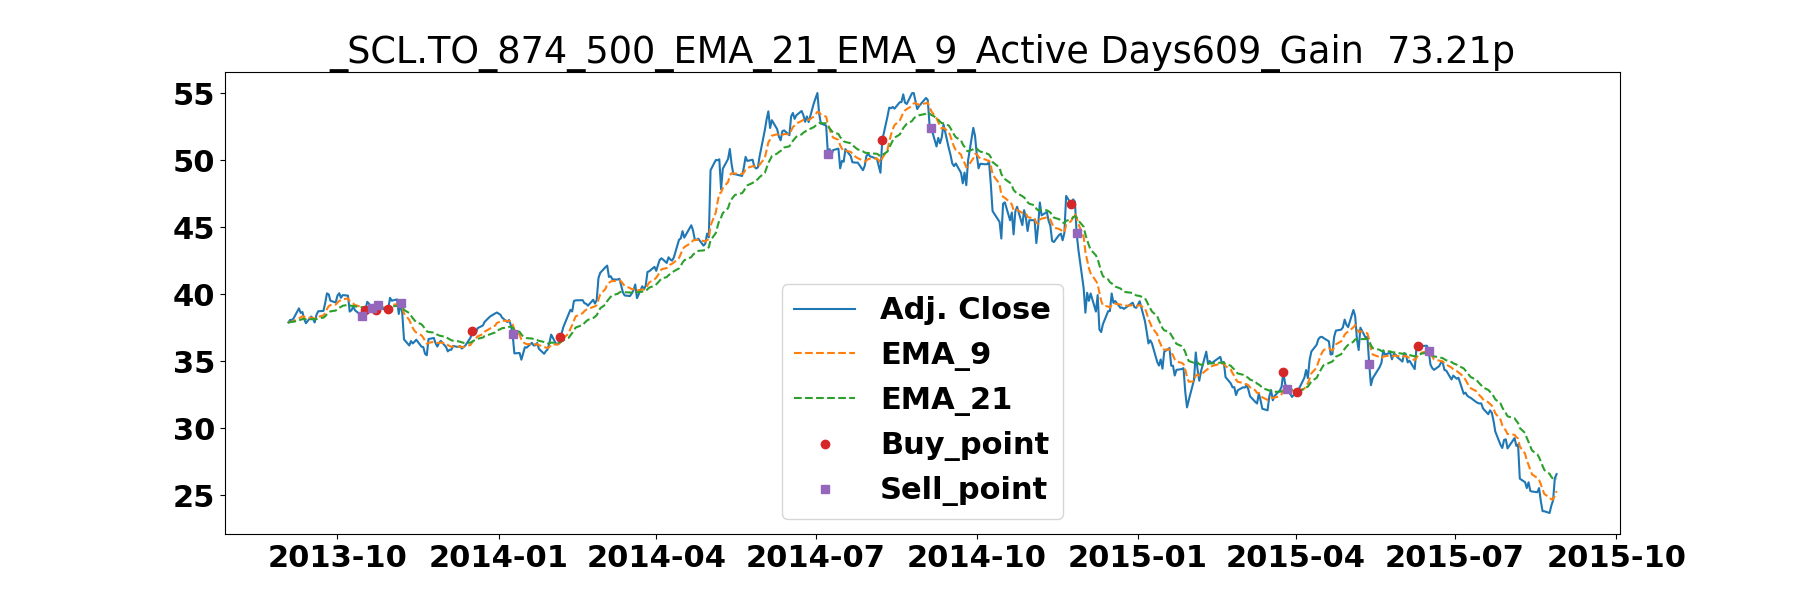 _SCL.TO_874_500_EMA_21_EMA_9_Active Days609_Gain  73.21p
55
50
45
40
35
30
25
Adj. Close
EMA_9
EMA_21
Buy_point
Sell_point
2013-10 2014-01 2014-04 2014-07 2014-10 2015-01 2015-04 2015-07 2015-10